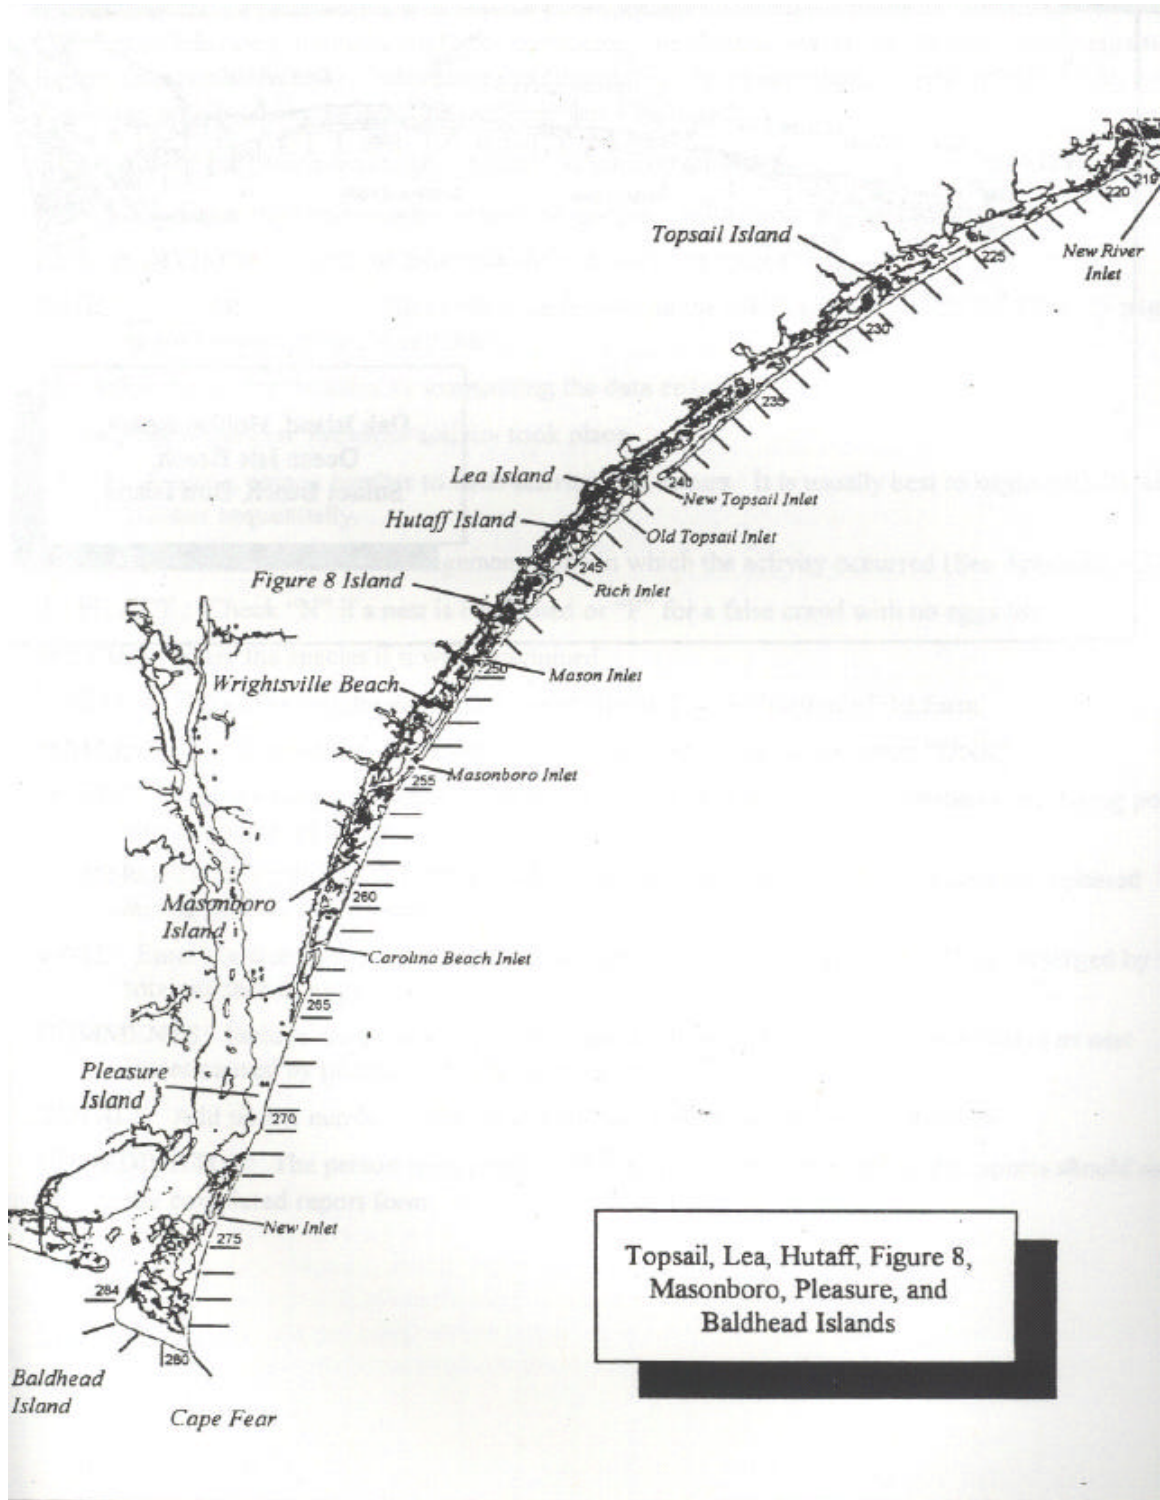 219
220
Topsail Island
New River
Inlet
225
230
235
Lea Island
240
New Topsail Inlet
Hutaff Island
Old Topsail Inlet
245
Figure 8 Island
Rich Inlet
250
Mason Inlet
Wrightsville Beach
Masonboro Inlet
255
Masonboro
Island
260
Carolina Beach Inlet
265
Pleasure
Island
270
New Inlet
275
284
280
Baldhead
Island
Cape Fear
Topsail, Lea, Hutaff, Figure 8,
Masonboro, Pleasure, and
Baldhead Islands